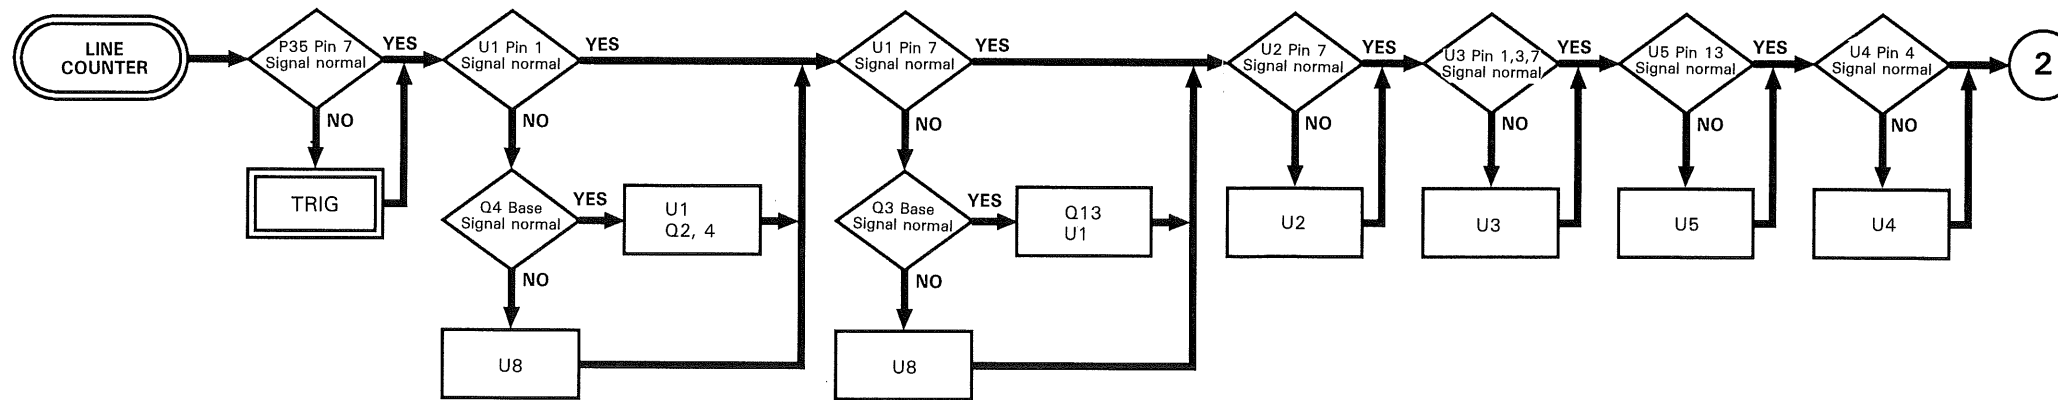 LINE
COUNTER
P35 Pin 7
Signal normal
YES
NO
TRIG
U1 Pin 1
Signal normal
YES
NO
Q4 Base
Signal normal
YES
U1
Q2, 4
NO
U8
U1 Pin 7
Signal normal
YES
NO
Q3 Base
Signal normal
YES
Q13
U1
NO
U8
U2 Pin 7
Signal normal
YES
NO
U2
U3 Pin 1,3,7
Signal normal
YES
NO
U3
U5 Pin 13
Signal normal
YES
NO
U5
U4 Pin 4
Signal normal
YES
NO
U4
2